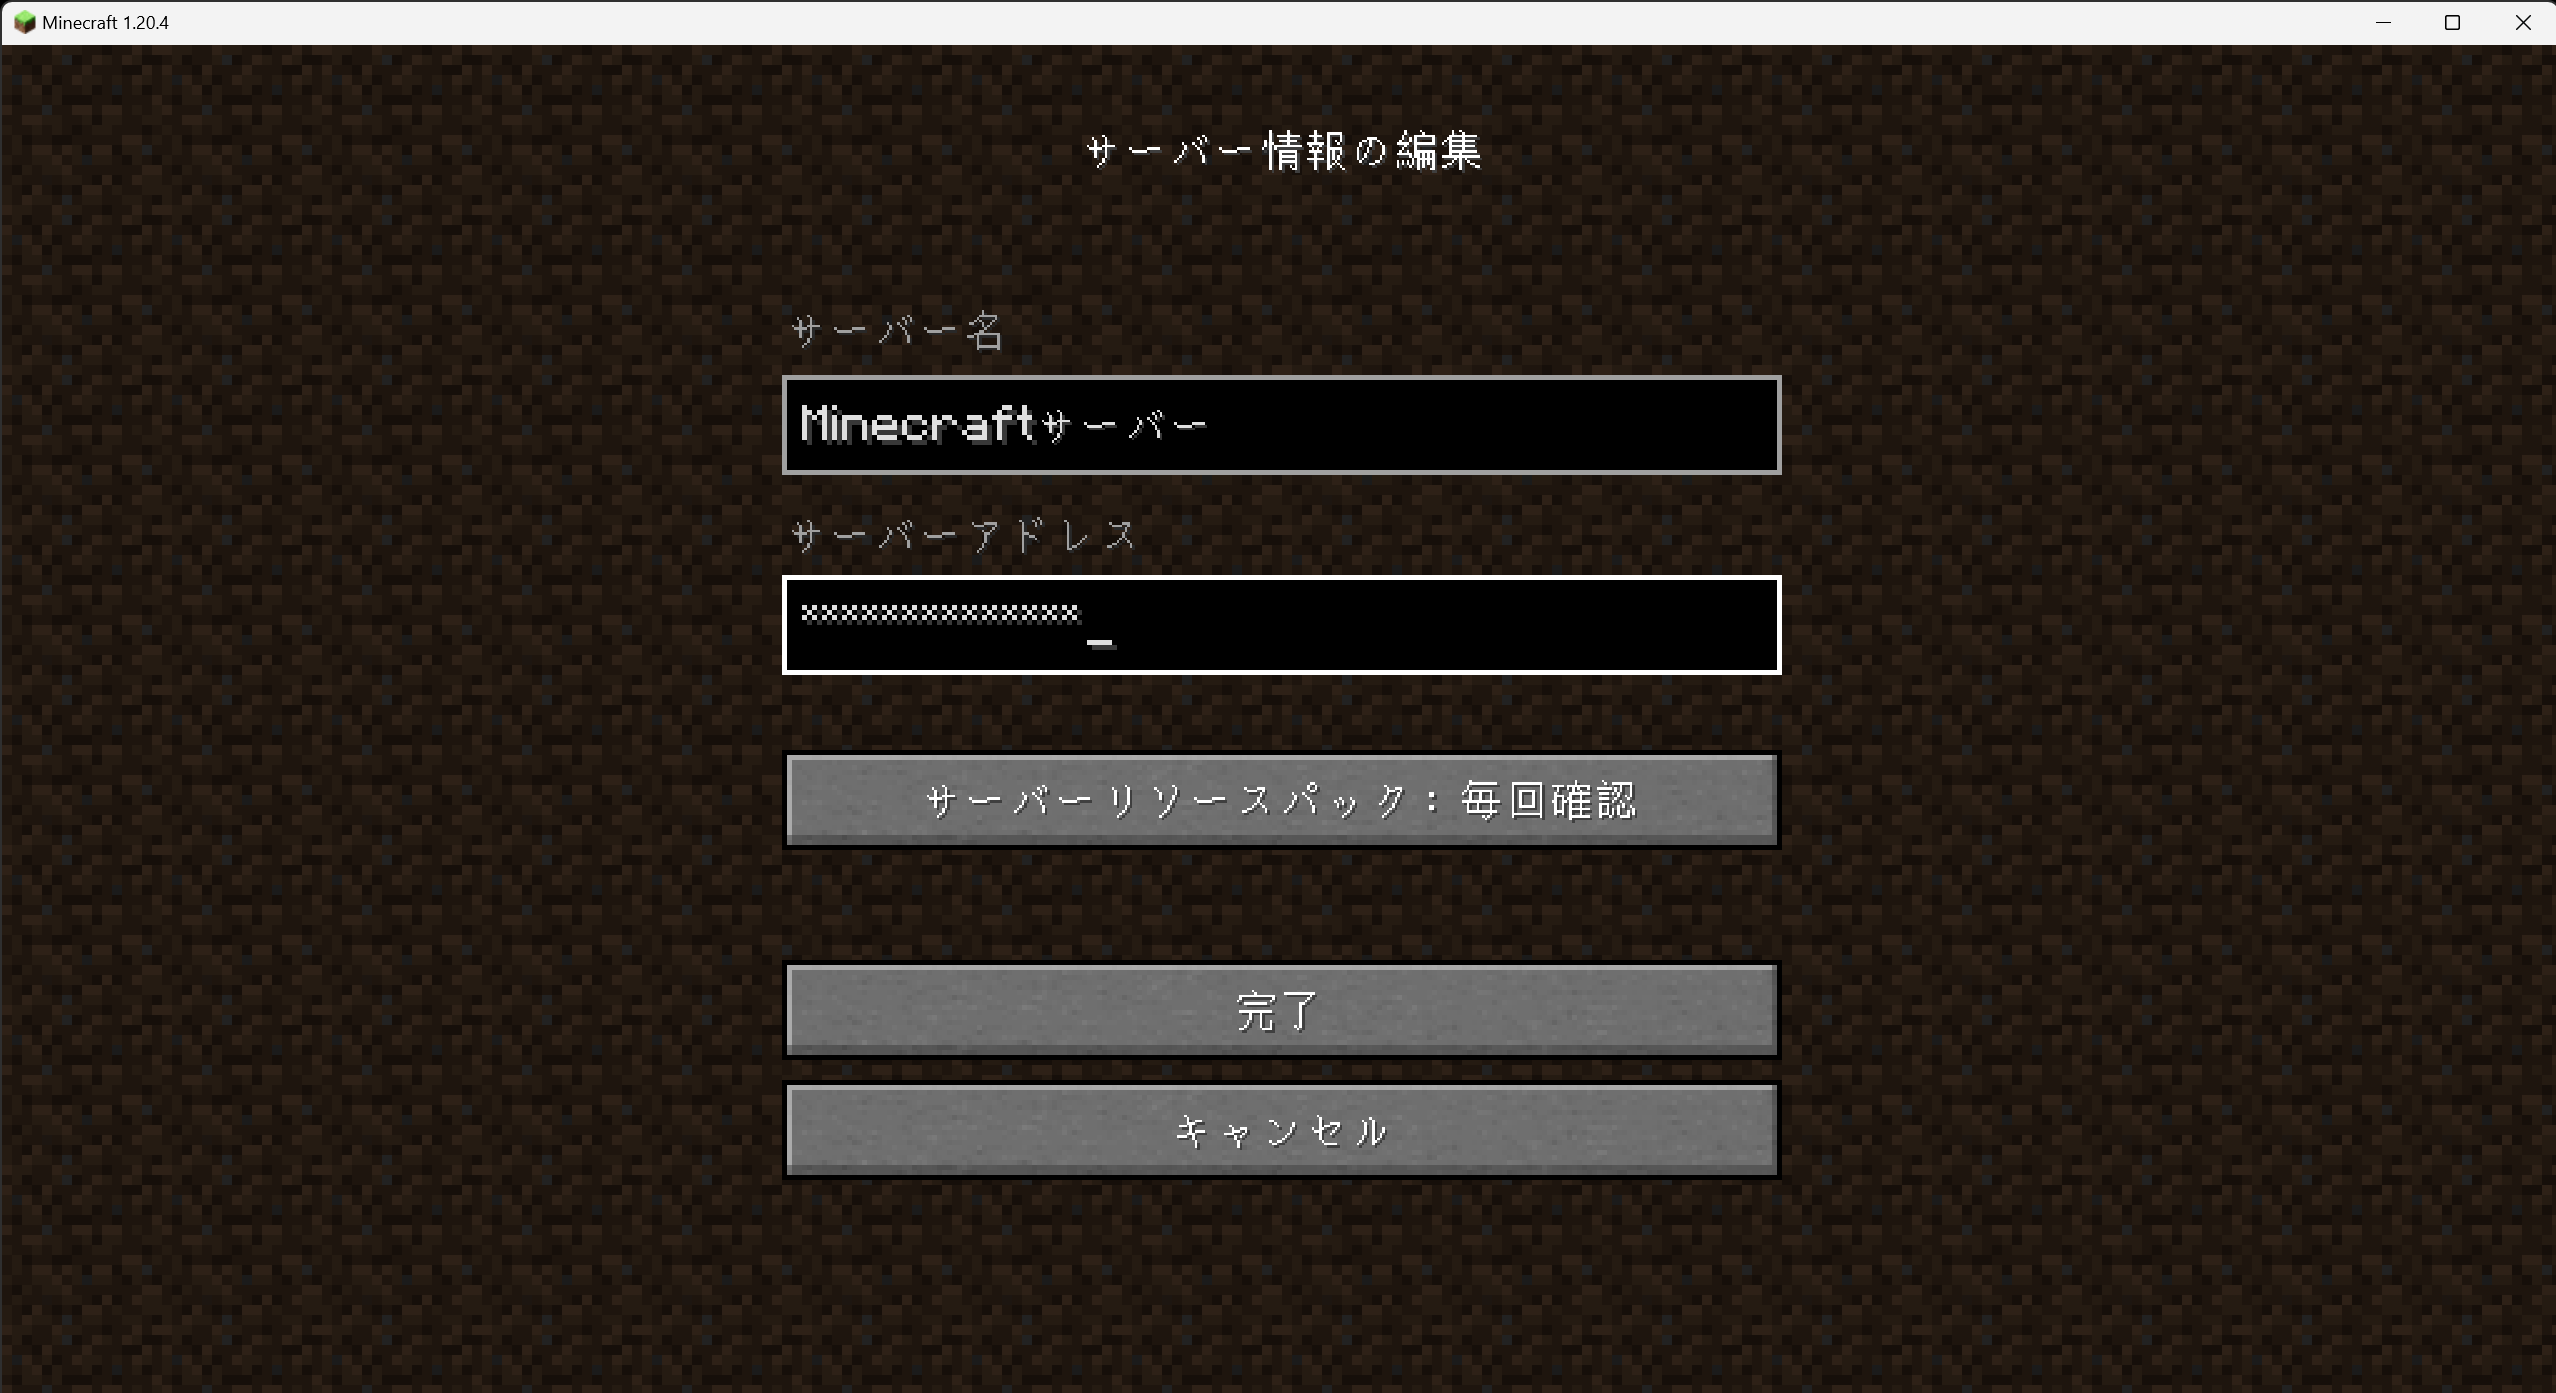 Minecraft 1.20.4
サーバー情報の編集
サーバー名
Minecraftサーバー
サーバーアドレス
**************_
サーバーリソースパック：毎回確認
完了
キャンセル